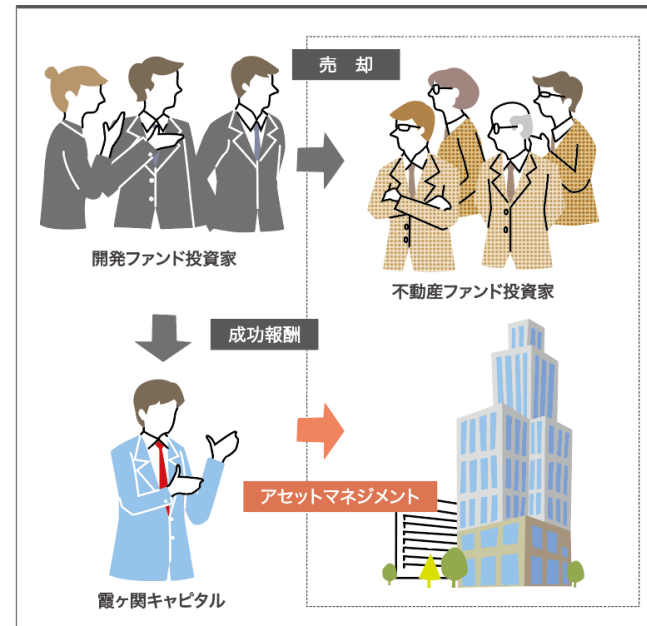 売 却
開発ファンド投資家
不動産ファンド投資家
成功報酬
アセットマネジメント
霞ヶ関キャピタル